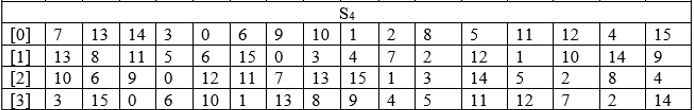 S₄
[0] 7 13 14 3 0 6 9 10 1 2 8 5 11 12 4 15
[1] 13 8 11 5 6 15 0 3 4 7 2 12 1 10 14 9
[2] 10 6 9 0 12 11 7 13 15 1 3 14 5 2 8 4
[3] 3 15 0 6 10 1 13 8 9 4 5 11 12 7 2 14